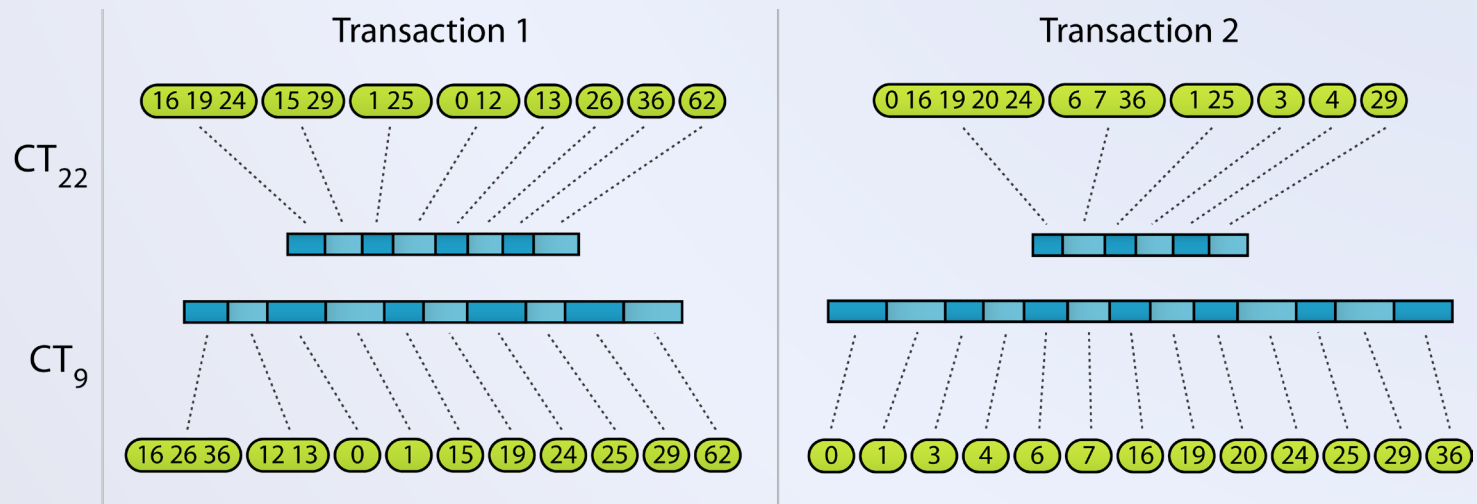 Transaction 1 Transaction 2
16 19 24 15 29 1 25 0 12 13 26 36 62 0 16 19 20 24 6 7 36 1 25 3 4 29
CT22
CT9
16 26 36 12 13 0 1 15 19 24 25 29 62 0 1 3 4 6 7 16 19 20 24 25 29 36